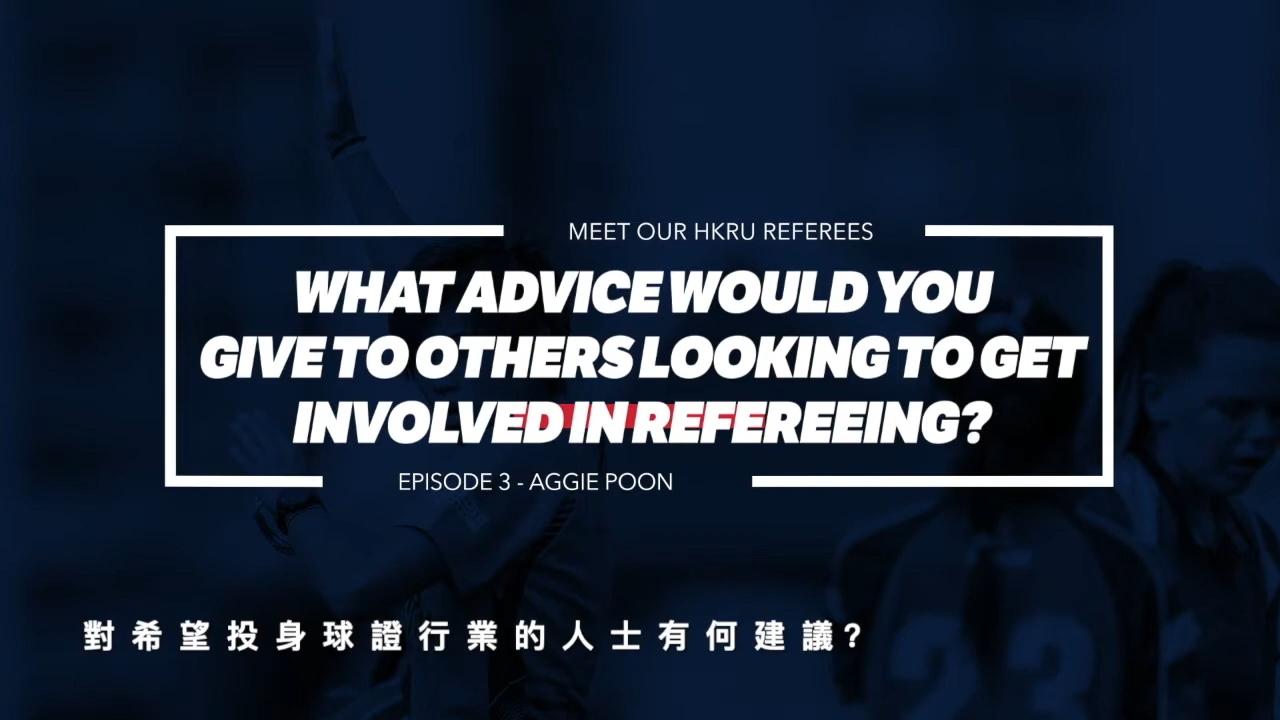 MEET OUR HKRU REFEREES
WHAT ADVICE WOULD YOU
GIVE TO OTHERS LOOKING TO GET
INVOLVED IN REFEREEING?
EPISODE 3 - AGGIE POON
對希望投身球證行業的人士有何建議?
23